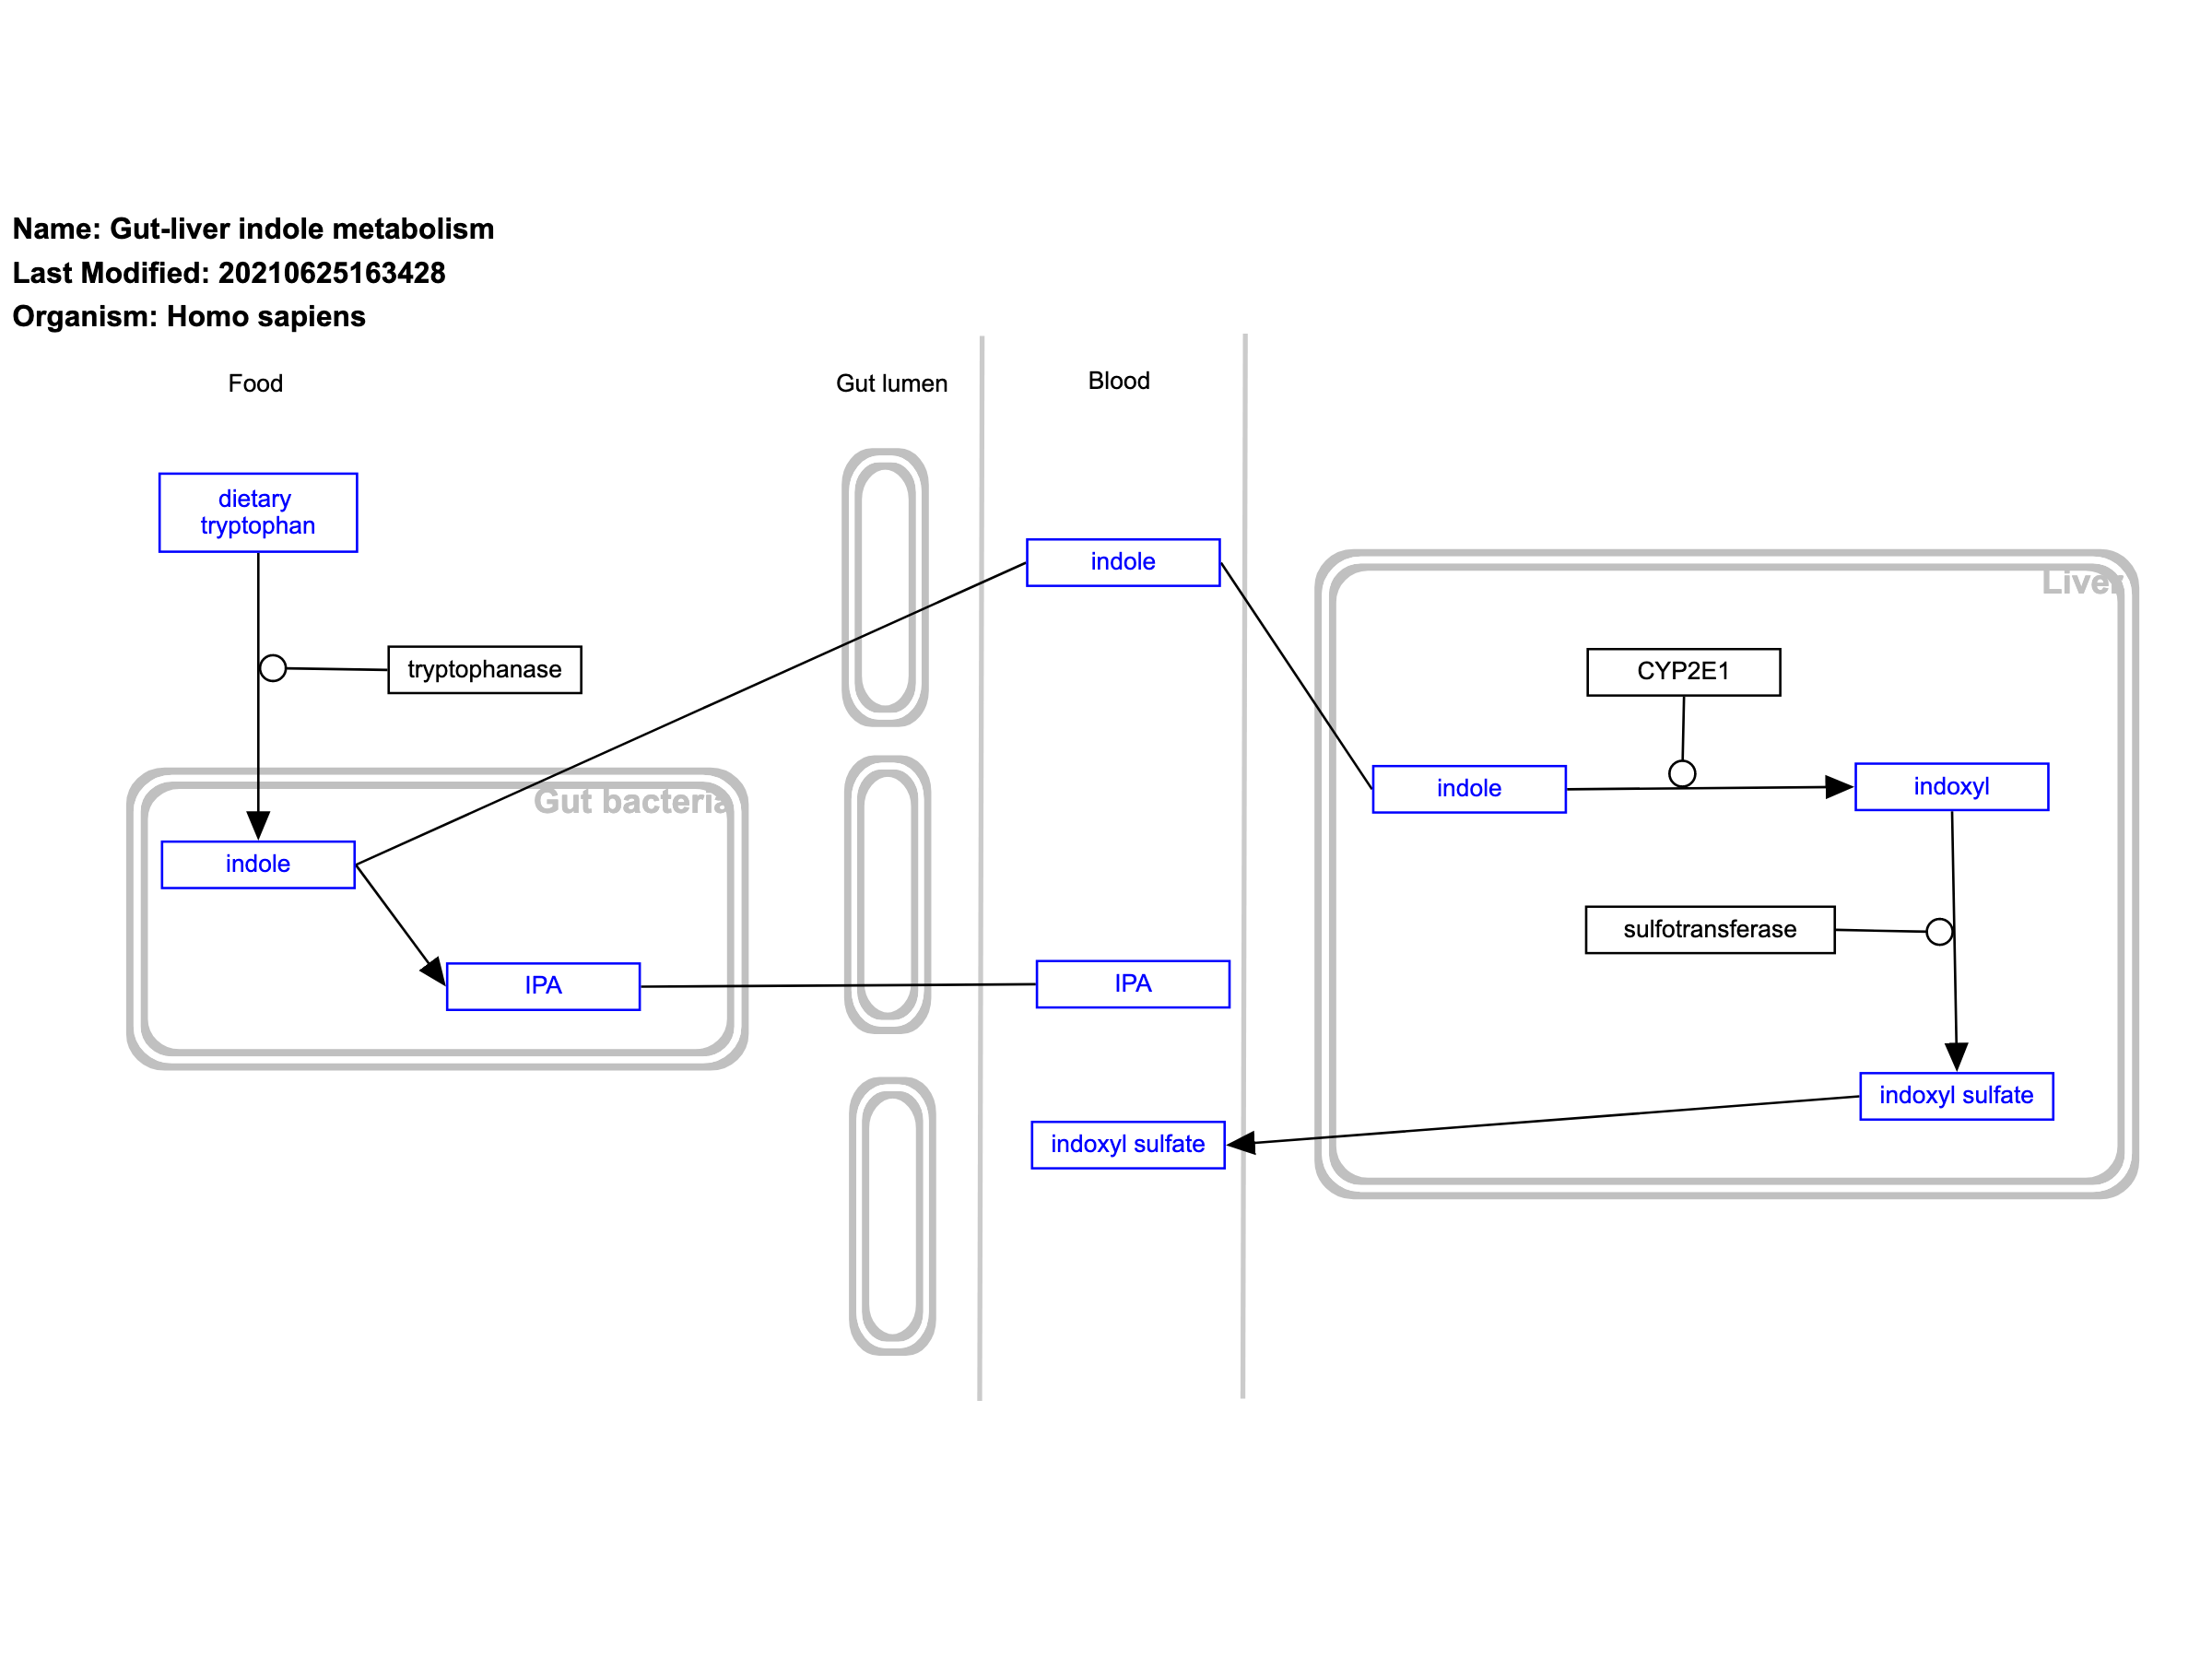 Name: Gut-liver indole metabolism
Last Modified: 20210625163428
Organism: Homo sapiens
Food
Gut lumen
Blood
dietary
tryptophan
indole
Liver
tryptophanase
CYP2E1
indole
indoxyl
Gut bacteria
indole
sulfotransferase
IPA
IPA
indoxyl sulfate
indoxyl sulfate